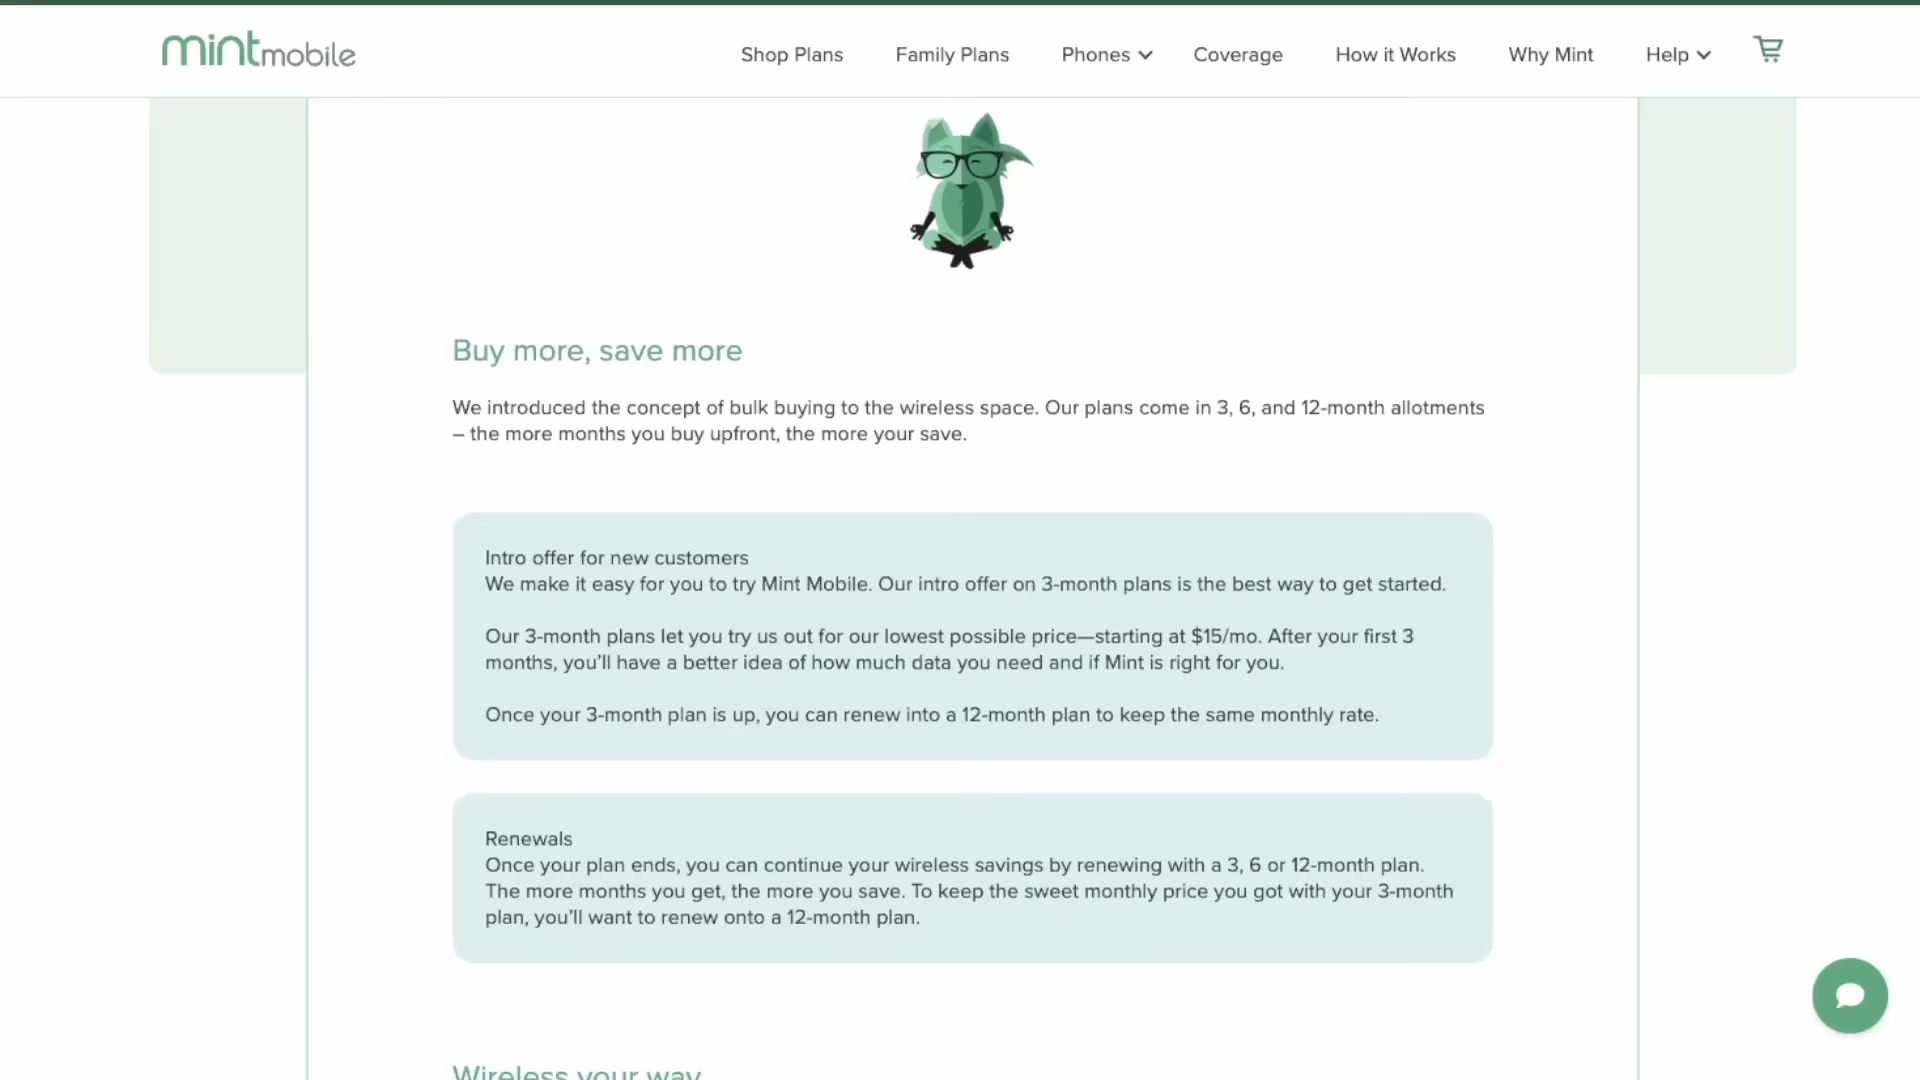 mintmobile
Shop Plans Family Plans Phones Coverage How it Works Why Mint Help
Buy more, save more
We introduced the concept of bulk buying to the wireless space. Our plans come in 3, 6, and 12-month allotments
– the more months you buy upfront, the more your save.
Intro offer for new customers
We make it easy for you to try Mint Mobile. Our intro offer on 3-month plans is the best way to get started.
Our 3-month plans let you try us out for our lowest possible price—starting at $15/mo. After your first 3
months, you’ll have a better idea of how much data you need and if Mint is right for you.
Once your 3-month plan is up, you can renew into a 12-month plan to keep the same monthly rate.
Renewals
Once your plan ends, you can continue your wireless savings by renewing with a 3, 6 or 12-month plan.
The more months you get, the more you save. To keep the sweet monthly price you got with your 3-month
plan, you’ll want to renew onto a 12-month plan.
Wireless your way